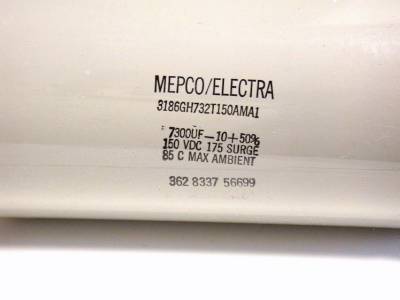 MEPCO/ELECTRA
3186GH732T150AMA1
7300UF-10+50%
150 VDC 175 SURGE
85 C MAX AMBIENT
362 8337 56699